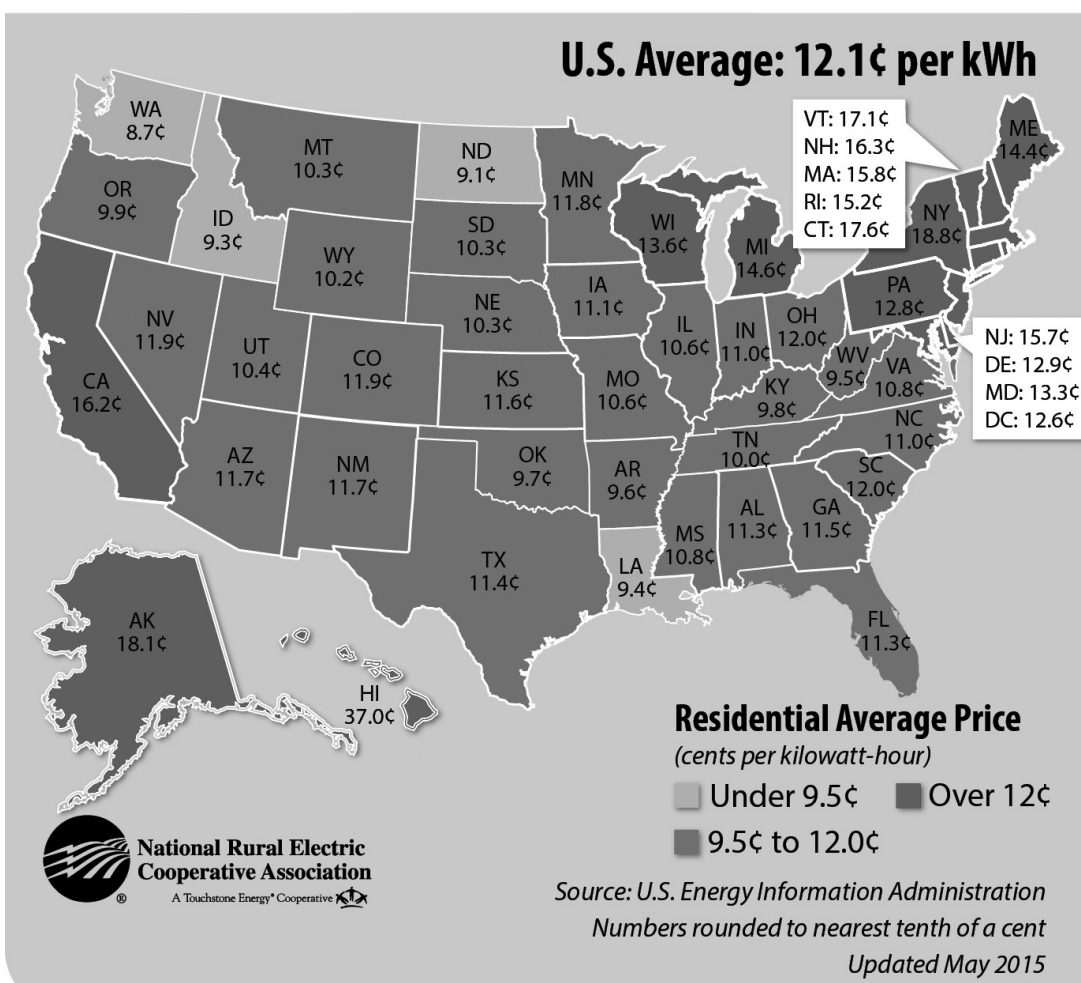 U.S. Average: 12.1¢ per kWh
WA
8.7¢
OR
9.9¢
ID
9.3¢
MT
10.3¢
WY
10.2¢
ND
9.1¢
SD
10.3¢
NE
10.3¢
MN
11.8¢
IA
11.1¢
WI
13.6¢
MI
14.6¢
VT: 17.1¢
NH: 16.3¢
MA: 15.8¢
RI: 15.2¢
CT: 17.6¢
ME
14.4¢
NY
18.8¢
PA
12.8¢
NJ: 15.7¢
DE: 12.9¢
MD: 13.3¢
DC: 12.6¢
CA
16.2¢
NV
11.9¢
UT
10.4¢
CO
11.9¢
KS
11.6¢
MO
10.6¢
IL
10.6¢
IN
11.0¢
OH
12.0¢
WV
9.5¢
VA
10.8¢
KY
9.8¢
NC
11.0¢
TN
10.0¢
SC
12.0¢
AZ
11.7¢
NM
11.7¢
OK
9.7¢
AR
9.6¢
MS
10.8¢
AL
11.3¢
GA
11.5¢
TX
11.4¢
LA
9.4¢
FL
11.3¢
AK
18.1¢
HI
37.0¢
Residential Average Price
(cents per kilowatt-hour)
Under 9.5¢
Over 12¢
9.5¢ to 12.0¢
National Rural Electric
Cooperative Association
A Touchstone Energy® Cooperative
®
Source: U.S. Energy Information Administration
Numbers rounded to nearest tenth of a cent
Updated May 2015